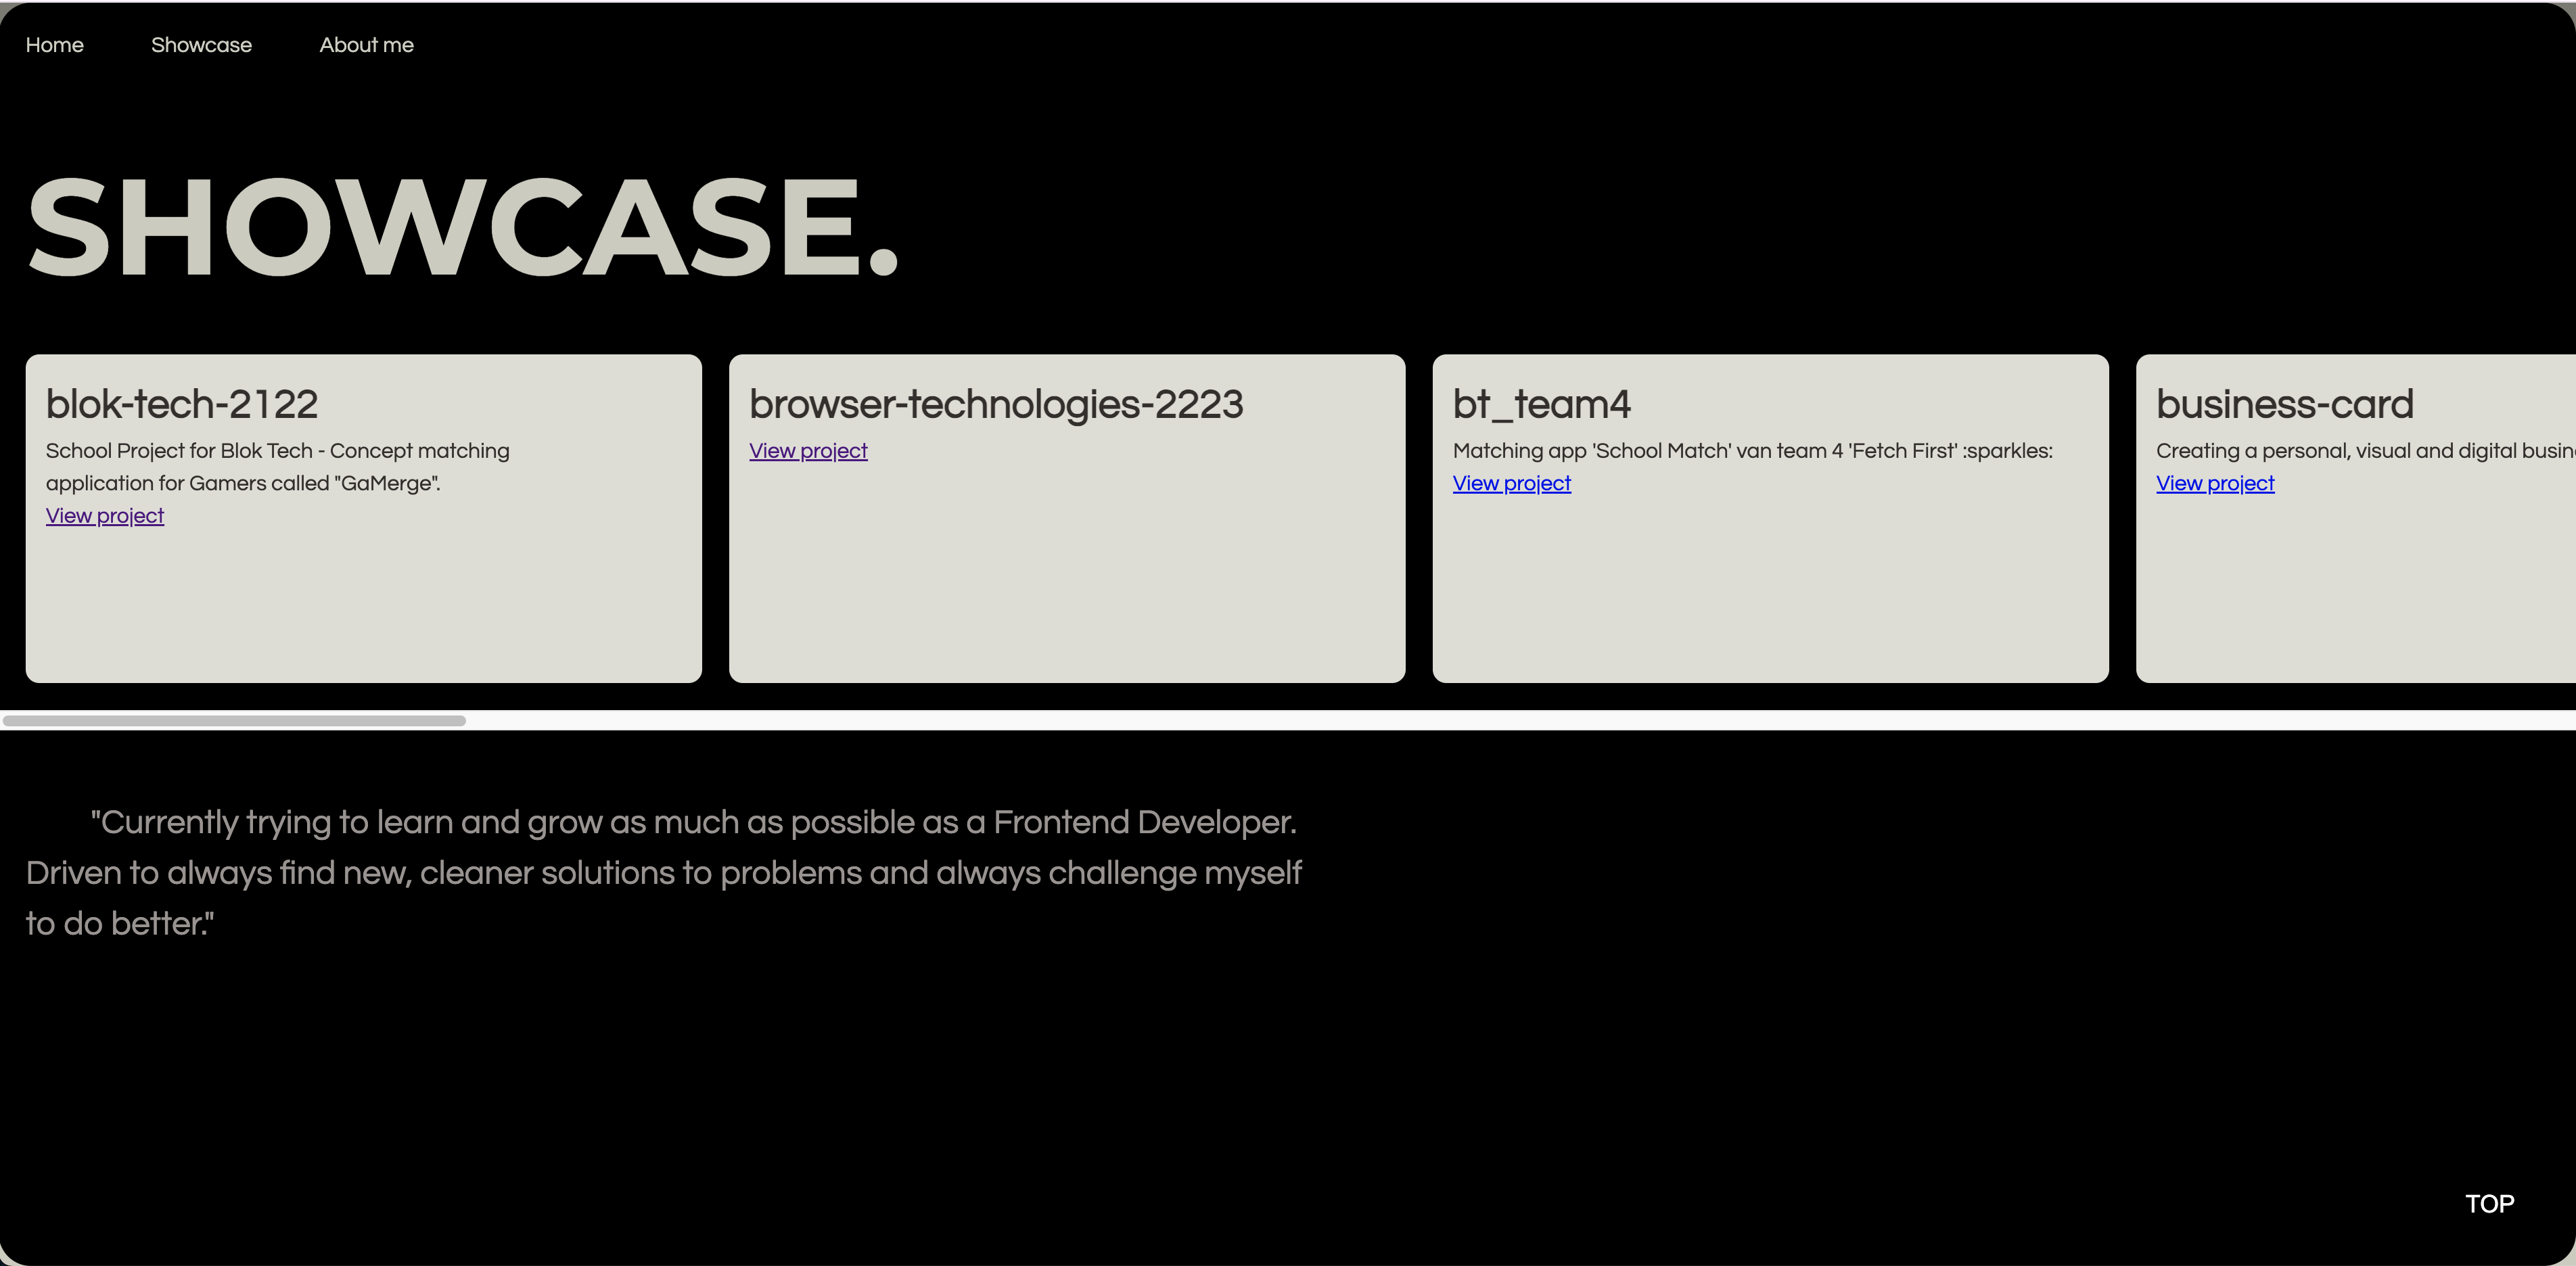 Home Showcase About me
SHOWCASE.
blok-tech-2122
School Project for Blok Tech - Concept matching
application for Gamers called "GaMerge".
View project
browser-technologies-2223
View project
bt_team4
Matching app 'School Match' van team 4 'Fetch First' :sparkles:
View project
business-card
Creating a personal, visual and digital
View project
"Currently trying to learn and grow as much as possible as a Frontend Developer.
Driven to always find new, cleaner solutions to problems and always challenge myself
to do better."
TOP